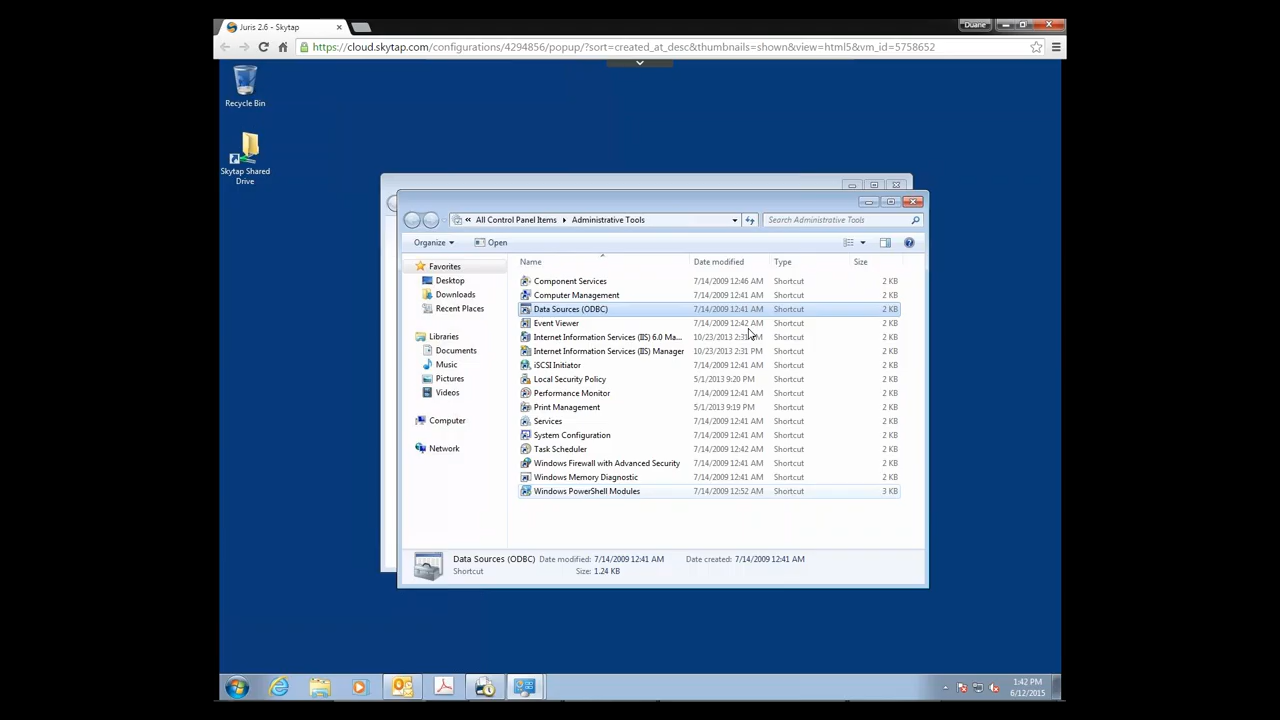 Juris 2.6 - Skytap
Duane
https://cloud.skytap.com/configurations/4294856/popup/?sort=created_at_desc&thumbnails=shown&view=html5&vm_id=5758652
Recycle Bin
Skytap Shared
Drive
« All Control Panel Items Administrative Tools Search Administrative Tools
Organize Open
Name Date modified Type Size
Favorites
Desktop
Downloads
Recent Places
Libraries
Documents
Music
Pictures
Videos
Computer
Network
Component Services 7/14/2009 12:46 AM Shortcut 2 KB
Computer Management 7/14/2009 12:41 AM Shortcut 2 KB
Data Sources (ODBC) 7/14/2009 12:41 AM Shortcut 2 KB
Event Viewer 7/14/2009 12:42 AM Shortcut 2 KB
Internet Information Services (IIS) 6.0 Ma... 10/23/2013 PM Shortcut 2 KB
Internet Information Services (IIS) Manager 10/23/2013 2:31 PM Shortcut 2 KB
iSCSI Initiator 7/14/2009 12:41 AM Shortcut 2 KB
Local Security Policy 5/1/2013 9:20 PM Shortcut 2 KB
Performance Monitor 7/14/2009 12:41 AM Shortcut 2 KB
Print Management 5/1/2013 9:19 PM Shortcut 2 KB
Services 7/14/2009 12:41 AM Shortcut 2 KB
System Configuration 7/14/2009 12:41 AM Shortcut 2 KB
Task Scheduler 7/14/2009 12:42 AM Shortcut 2 KB
Windows Firewall with Advanced Security 7/14/2009 12:41 AM Shortcut 2 KB
Windows Memory Diagnostic 7/14/2009 12:41 AM Shortcut 2 KB
Windows PowerShell Modules 7/14/2009 12:52 AM Shortcut 3 KB
Data Sources (ODBC) Date modified: 7/14/2009 12:41 AM Date created: 7/14/2009 12:41 AM
Shortcut Size: 1.24 KB
1:42 PM
6/12/2015